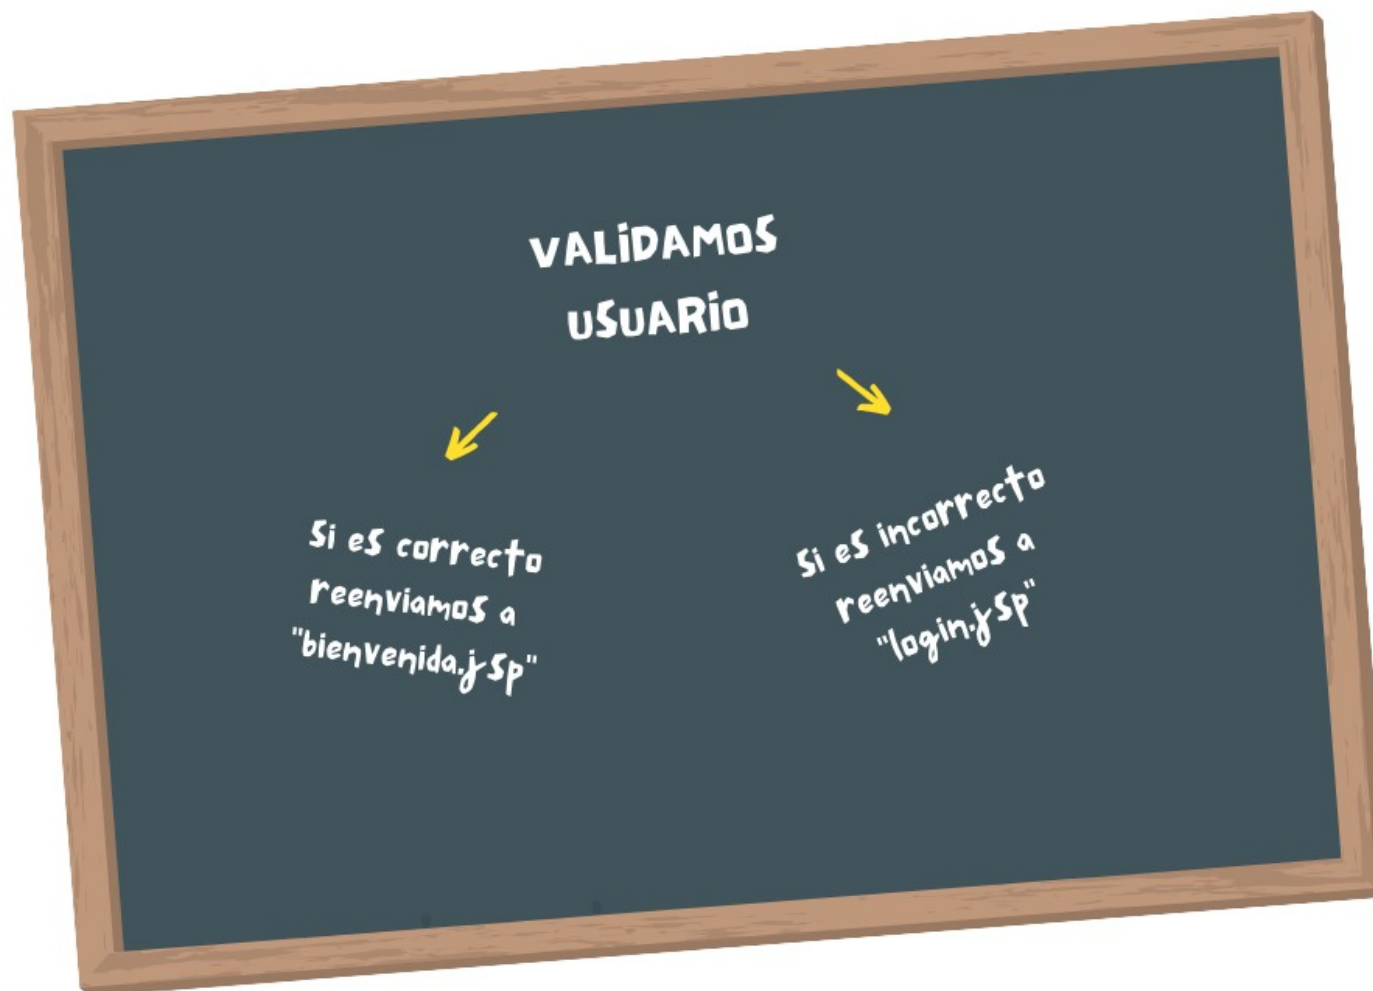 VALIDAMOS
USUARIO
Si es correcto
reenviamos a
"bienvenida.jsp"
Si es incorrecto
reenviamos a
"login.jsp"